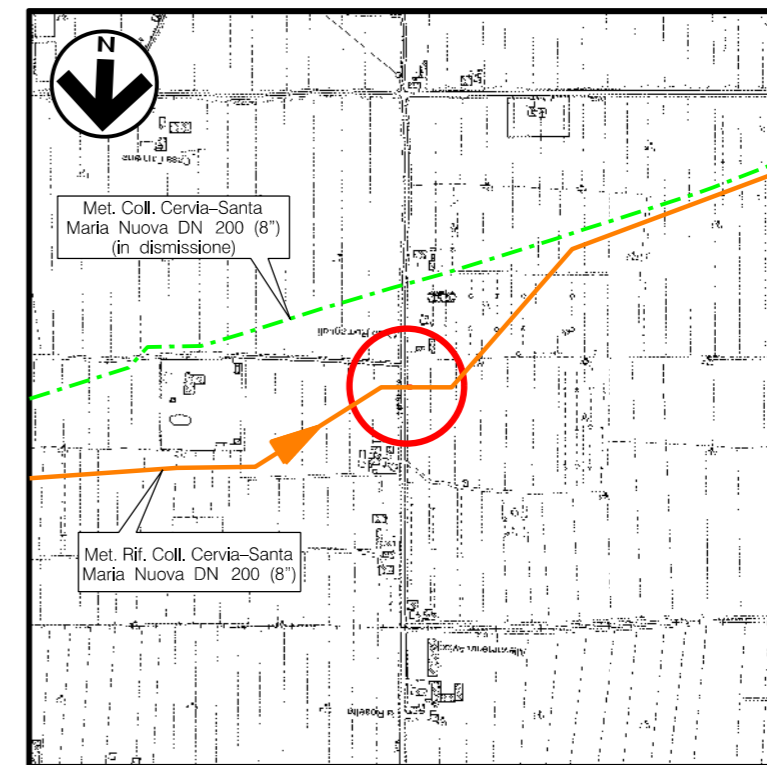 N
Met. Coll. Cervia–Santa
Maria Nuova DN 200 (8")
(in dismissione)
Met. Rif. Coll. Cervia–Santa
Maria Nuova DN 200 (8")